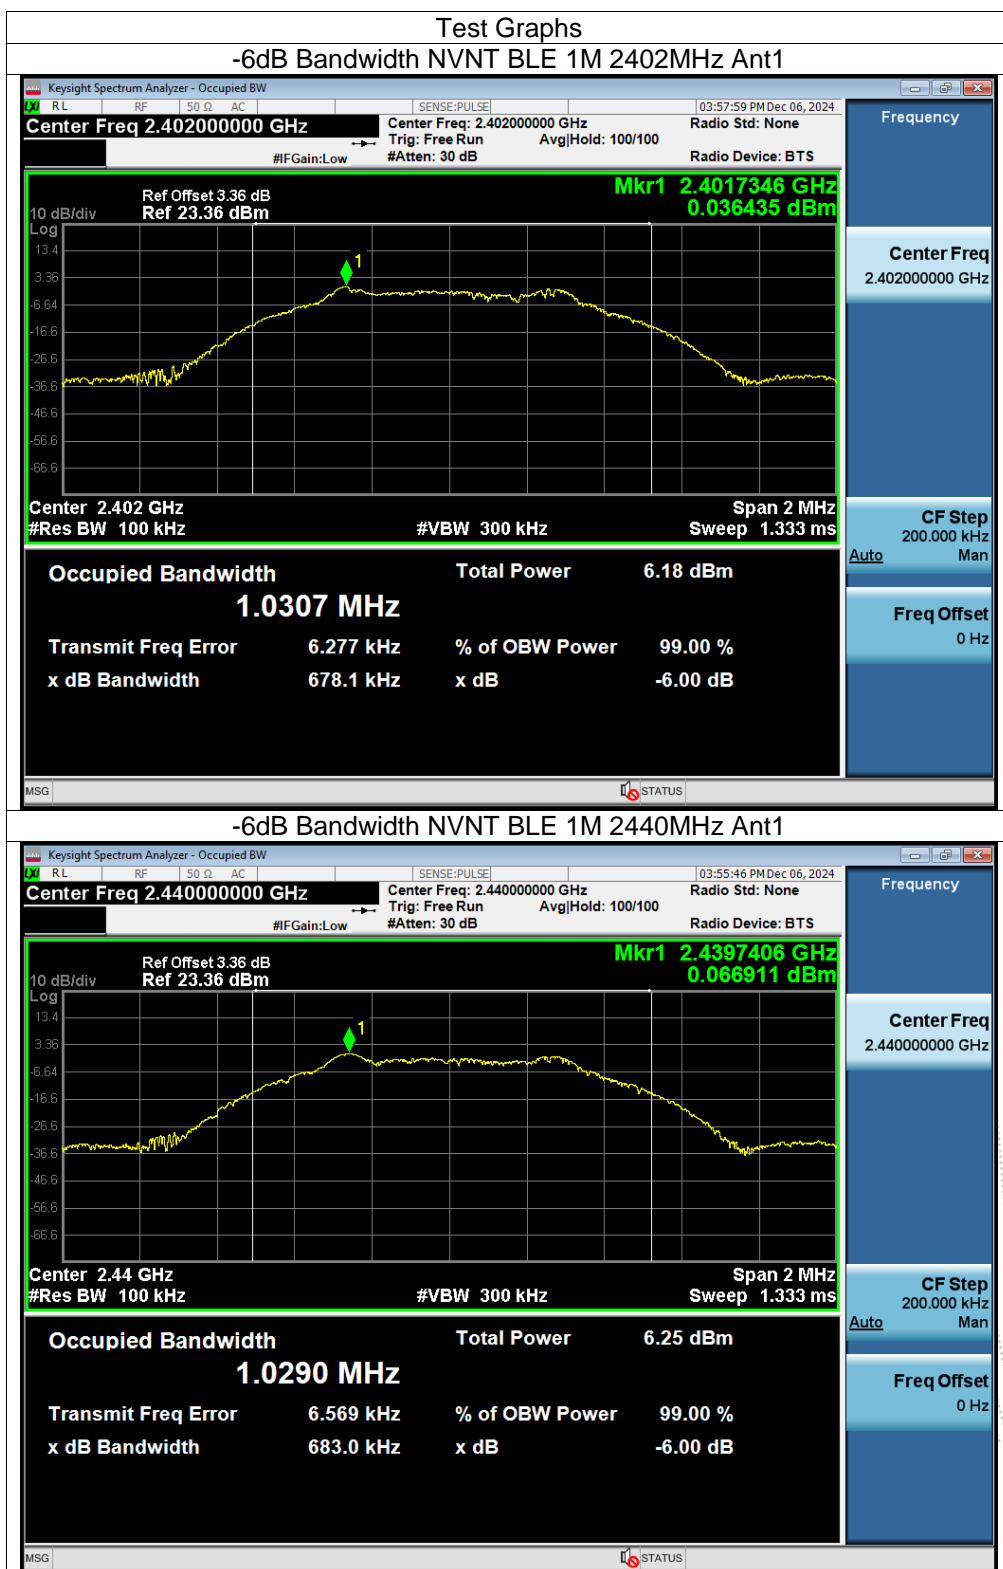 Test Graphs
-6dB Bandwidth NVNT BLE 1M 2402MHz Ant1
Keysight Spectrum Analyzer - Occupied BW
LXI RL RF 50 Ω AC SENSE:PULSE 03:57:59 PM Dec 06, 2024
Center Freq 2.402000000 GHz Center Freq: 2.402000000 GHz Radio Std: None
Trig: Free Run Avg|Hold: 100/100
#IFGain:Low #Atten: 30 dB Radio Device: BTS
Frequency
Mkr1 2.4017346 GHz
Ref Offset 3.36 dB
10 dB/div Ref 23.36 dBm 0.036435 dBm
Log
13.4
1
3.36
-6.64
-16.6
-26.6
-36.6
-46.6
-56.6
-66.6
Center 2.402 GHz Span 2 MHz
#Res BW 100 kHz #VBW 300 kHz Sweep 1.333 ms
Center Freq
2.402000000 GHz
CF Step
200.000 kHz
Auto Man
Freq Offset
0 Hz
Occupied Bandwidth Total Power 6.18 dBm
1.0307 MHz
Transmit Freq Error 6.277 kHz % of OBW Power 99.00 %
x dB Bandwidth 678.1 kHz x dB -6.00 dB
MSG STATUS
-6dB Bandwidth NVNT BLE 1M 2440MHz Ant1
Keysight Spectrum Analyzer - Occupied BW
LXI RL RF 50 Ω AC SENSE:PULSE 03:55:46 PM Dec 06, 2024
Center Freq 2.440000000 GHz Center Freq: 2.440000000 GHz Radio Std: None
Trig: Free Run Avg|Hold: 100/100
#IFGain:Low #Atten: 30 dB Radio Device: BTS
Frequency
Mkr1 2.4397406 GHz
Ref Offset 3.36 dB
10 dB/div Ref 23.36 dBm 0.066911 dBm
Log
13.4
1
3.36
-6.64
-16.6
-26.6
-36.6
-46.6
-56.6
-66.6
Center 2.44 GHz Span 2 MHz
#Res BW 100 kHz #VBW 300 kHz Sweep 1.333 ms
Center Freq
2.440000000 GHz
CF Step
200.000 kHz
Auto Man
Freq Offset
0 Hz
Occupied Bandwidth Total Power 6.25 dBm
1.0290 MHz
Transmit Freq Error 6.569 kHz % of OBW Power 99.00 %
x dB Bandwidth 683.0 kHz x dB -6.00 dB
MSG STATUS